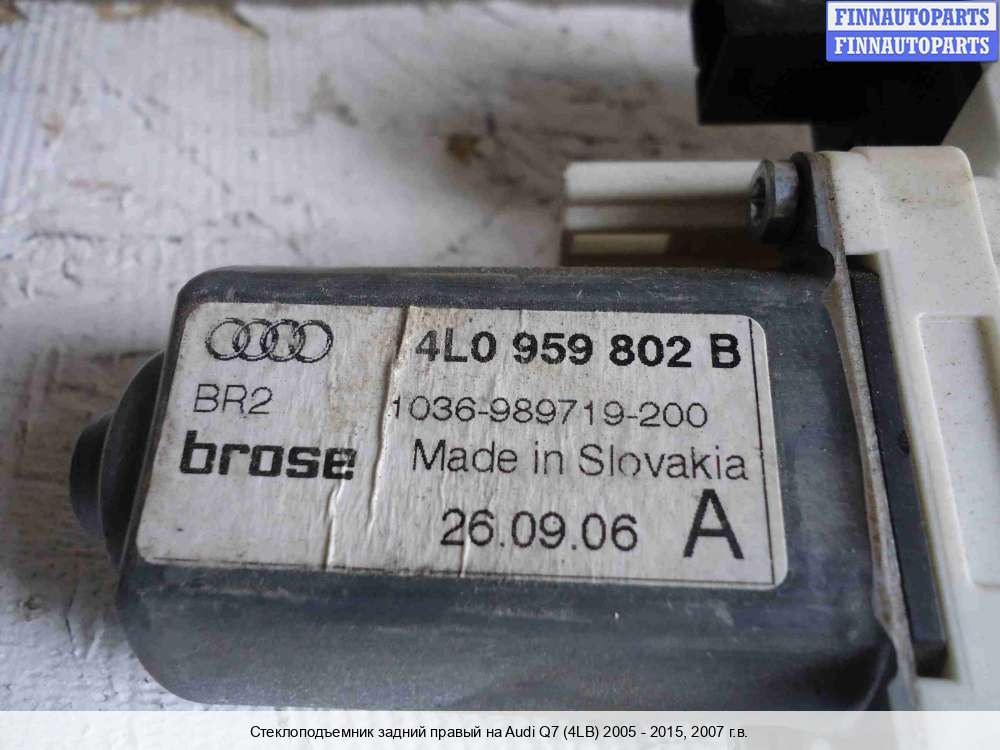 FINNAUTOPARTS
FINNAUTOPARTS
4L0 959 802 B
BR2 1036-989719-200
brose Made in Slovakia
26.09.06 A
Стеклоподъемник задний правый на Audi Q7 (4LB) 2005 - 2015, 2007 г.в.